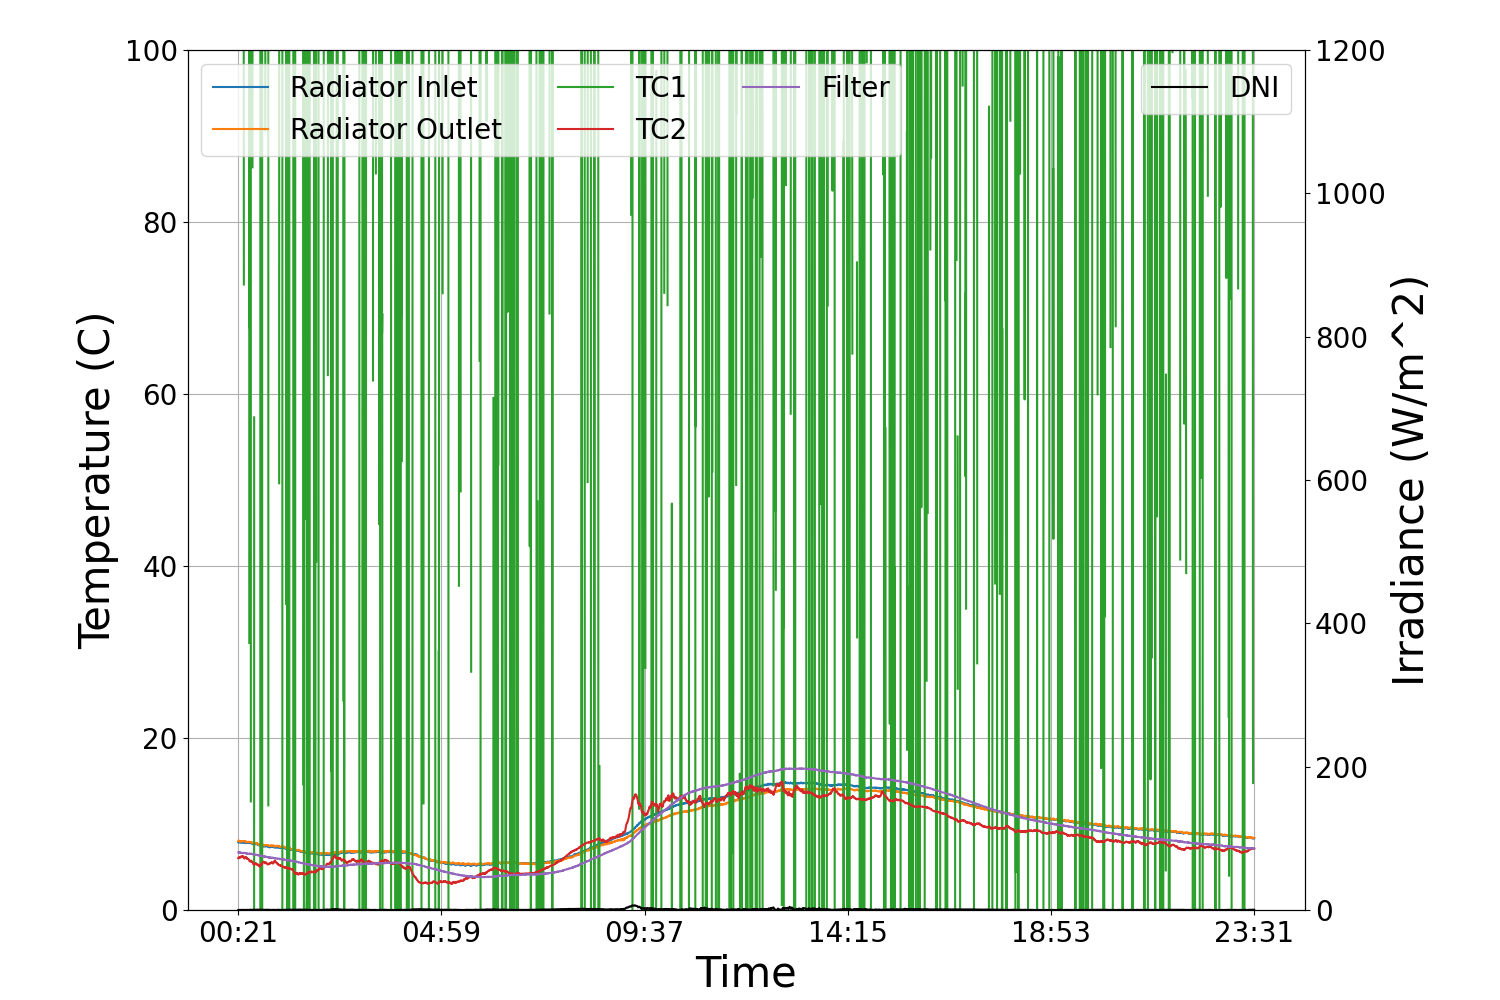 100
80
60
40
20
0
Temperature (C)
Radiator Inlet
Radiator Outlet
TC1
TC2
Filter
DNI
1200
1000
800
600
400
200
0
Irradiance (W/m^2)
00:21 04:59 09:37 14:15 18:53 23:31
Time